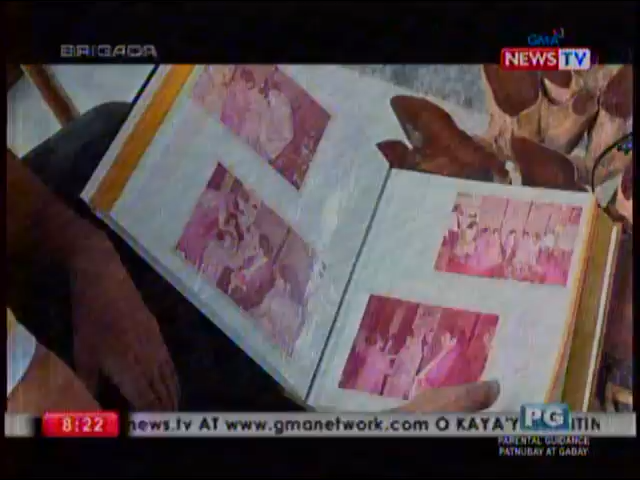 BRIGADA
GMA
NEWS TV
8:22
news.tv AT www.gmanetwork.com O KAYA'Y
PG
ITIN
PARENTAL GUIDANCE
PATNUBAY AT GABAY